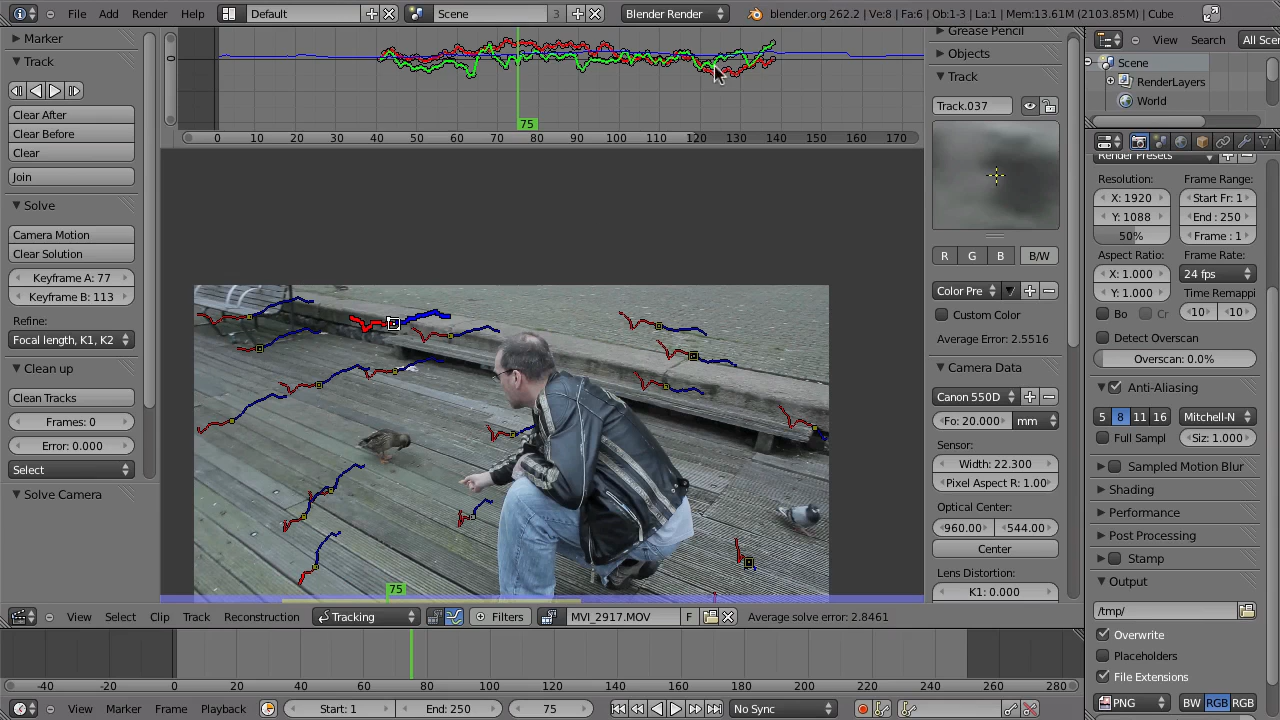 File Add Render Help Default Scene 3 Blender Render blender.org 262.2 | Ve:8 | Fa:6 | Ob:1-3 | La:1 | Mem:13.61M (2103.85M) | Cube
Marker
Track
Clear After
Clear Before
Clear
Join
Solve
Camera Motion
Clear Solution
Keyframe A: 77
Keyframe B: 113
Refine:
Focal length, K1, K2
Clean up
Clean Tracks
Frames: 0
Error: 0.000
Select
Solve Camera
0
75
0 10 20 30 40 50 60 70 80 90 100 110 120 130 140 150 160 170
75
View Select Clip Track Reconstruction Tracking Filters MVI_2917.MOV F Average solve error: 2.8461
Grease Pencil
Objects
Track
Track.037
R G B B/W
Color Pre
Custom Color
Average Error: 2.5516
Camera Data
Canon 550D
Fo: 20.000 mm
Sensor:
Width: 22.300
Pixel Aspect R: 1.00
Optical Center:
960.00 544.00
Center
Lens Distortion:
K1: 0.000
View Search All Scen
Scene
RenderLayers
World
Render Presets
Resolution: Frame Range:
X: 1920 Start Fr: 1
Y: 1088 End : 250
50% Frame : 1
Aspect Ratio: Frame Rate:
X: 1.000 24 fps
Y: 1.000 Time Remappi
Bo Cr 10 10
Detect Overscan
Overscan: 0.0%
Anti-Aliasing
5 8 11 16 Mitchell-N
Full Sampl Siz: 1.000
Sampled Motion Blur
Shading
Performance
Post Processing
Stamp
Output
/tmp/
Overwrite
Placeholders
File Extensions
PNG BW RGB RGB
-40 -20 0 20 40 60 80 100 120 140 160 180 200 220 240 260 280
View Marker Frame Playback Start: 1 End: 250 75 No Sync